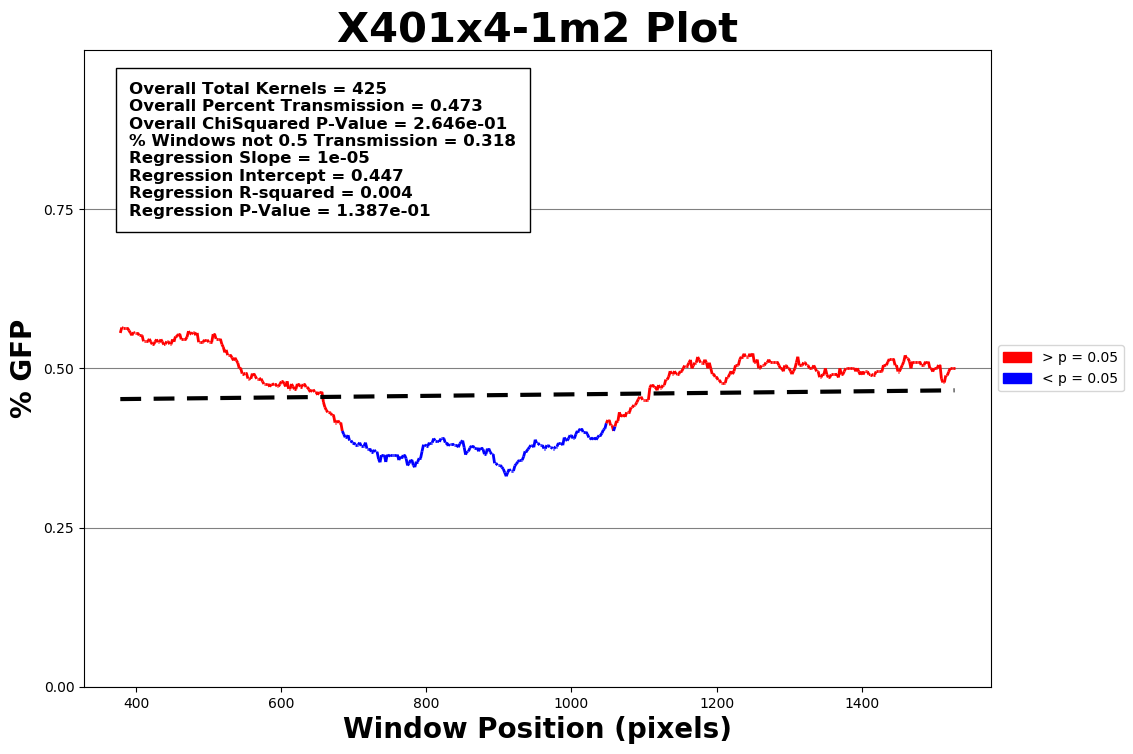 X401x4-1m2 Plot
Overall Total Kernels = 425
Overall Percent Transmission = 0.473
Overall ChiSquared P-Value = 2.646e-01
% Windows not 0.5 Transmission = 0.318
Regression Slope = 1e-05
Regression Intercept = 0.447
Regression R-squared = 0.004
Regression P-Value = 1.387e-01
% GFP
0.75
0.50
0.25
0.00
> p = 0.05
< p = 0.05
400 600 800 1000 1200 1400
Window Position (pixels)